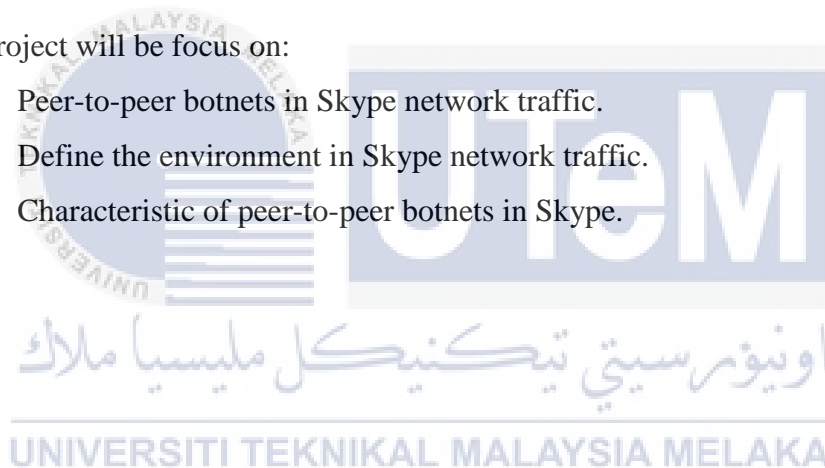 roject will be focus on:
Peer-to-peer botnets in Skype network traffic.
Define the environment in Skype network traffic.
Characteristic of peer-to-peer botnets in Skype.
UTeM
اونيۏرسيتي تيكنيكل مليسيا ملاك
UNIVERSITI TEKNIKAL MALAYSIA MELAKA